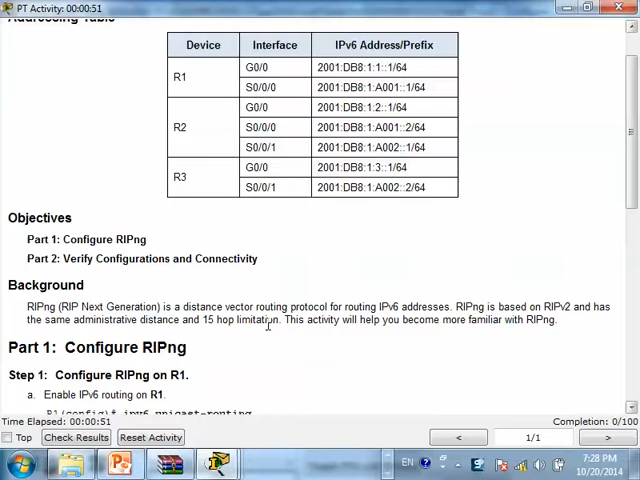 PT Activity: 00:00:51
Addressing Table
Device Interface IPv6 Address/Prefix
R1 G0/0 2001:DB8:1:1::1/64
S0/0/0 2001:DB8:1:A001::1/64
R2 G0/0 2001:DB8:1:2::1/64
S0/0/0 2001:DB8:1:A001::2/64
S0/0/1 2001:DB8:1:A002::1/64
R3 G0/0 2001:DB8:1:3::1/64
S0/0/1 2001:DB8:1:A002::2/64
Objectives
Part 1: Configure RIPng
Part 2: Verify Configurations and Connectivity
Background
RIPng (RIP Next Generation) is a distance vector routing protocol for routing IPv6 addresses. RIPng is based on RIPv2 and has
the same administrative distance and 15 hop limitation. This activity will help you become more familiar with RIPng.
Part 1: Configure RIPng
Step 1: Configure RIPng on R1.
a. Enable IPv6 routing on R1.
R1(config)# ipv6 unicast-routing
Time Elapsed: 00:00:51 Completion: 0/100
Top Check Results Reset Activity < 1/1 >
EN 7:28 PM
10/20/2014